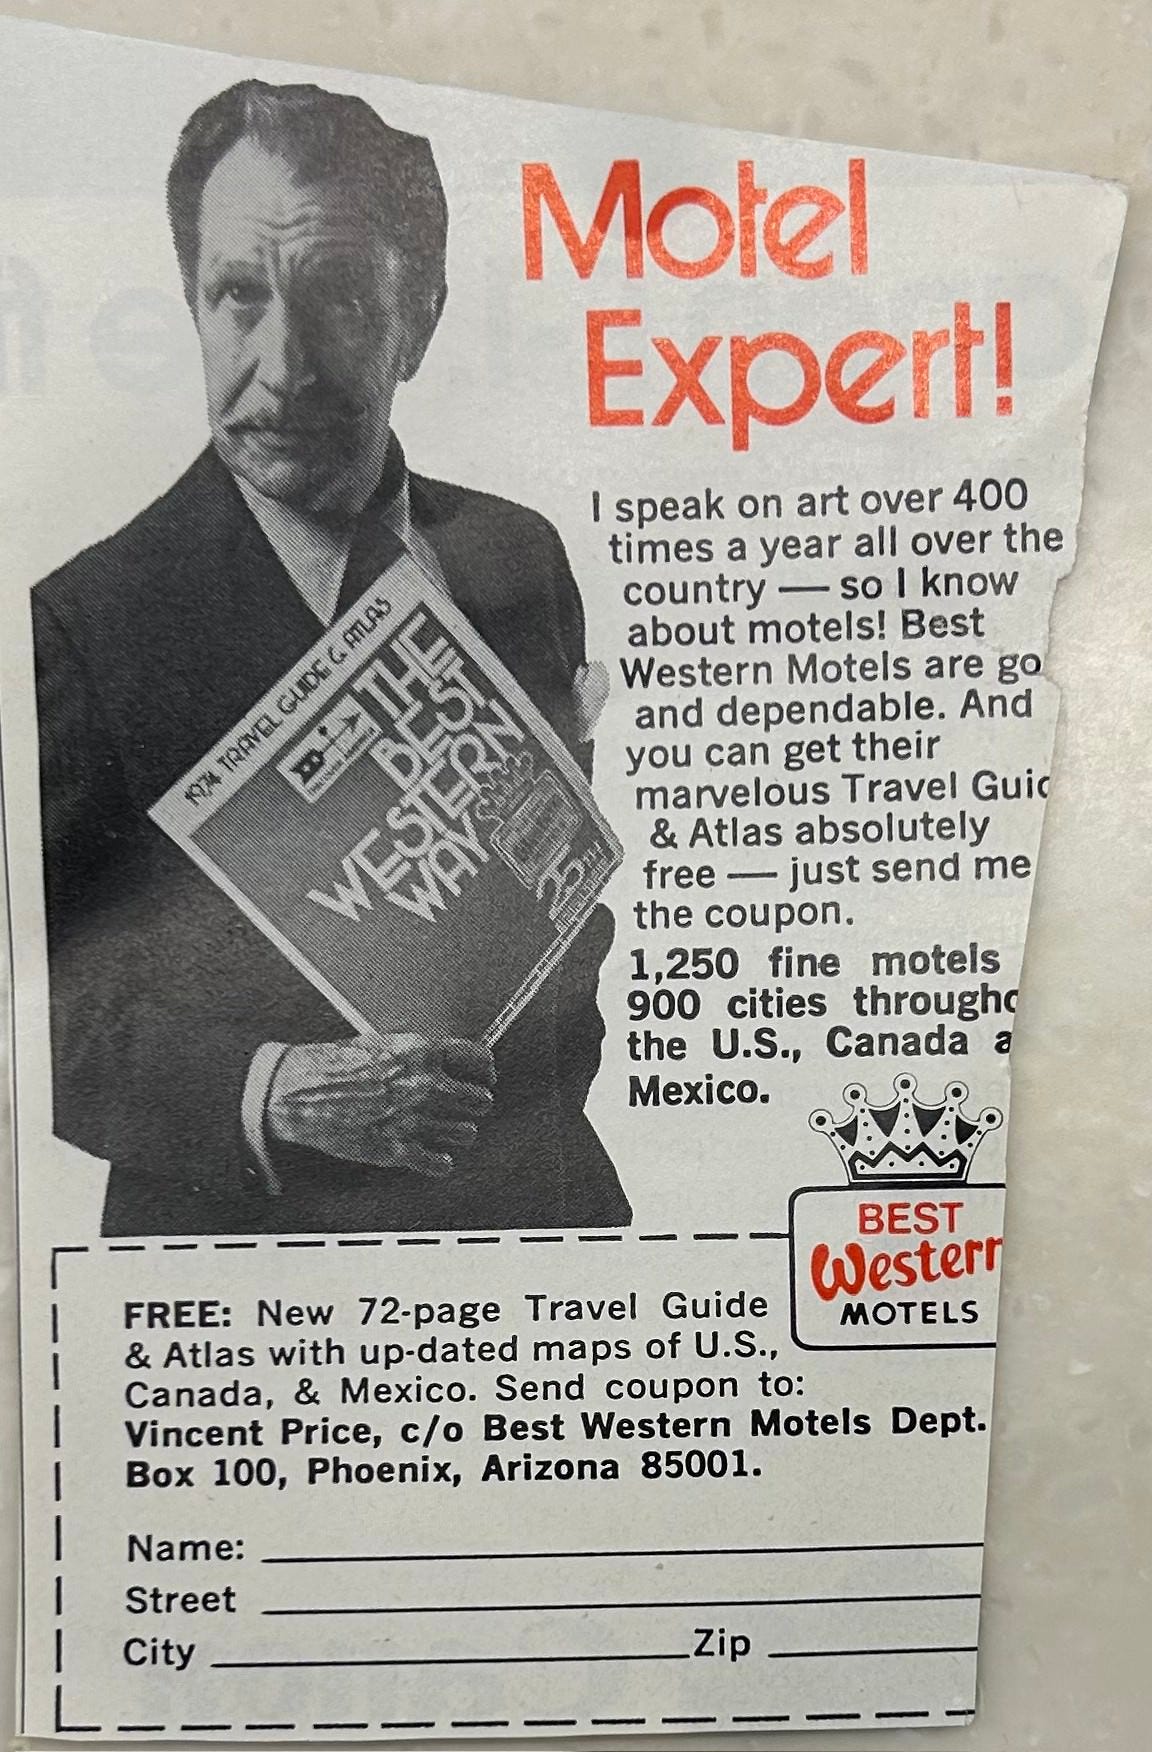 Motel
Expert!
I speak on art over 400
times a year all over the
country — so I know
about motels! Best
Western Motels are go
and dependable. And
you can get their
marvelous Travel Guid
& Atlas absolutely
free — just send me
the coupon.
1,250 fine motels
900 cities througho
the U.S., Canada a
Mexico.
1974 TRAVEL GUIDE & ATLAS
THE
BEST
WESTERN
WAY
BEST
Western
MOTELS
FREE: New 72-page Travel Guide
& Atlas with up-dated maps of U.S.,
Canada, & Mexico. Send coupon to:
Vincent Price, c/o Best Western Motels Dept.
Box 100, Phoenix, Arizona 85001.
Name:
Street
City Zip